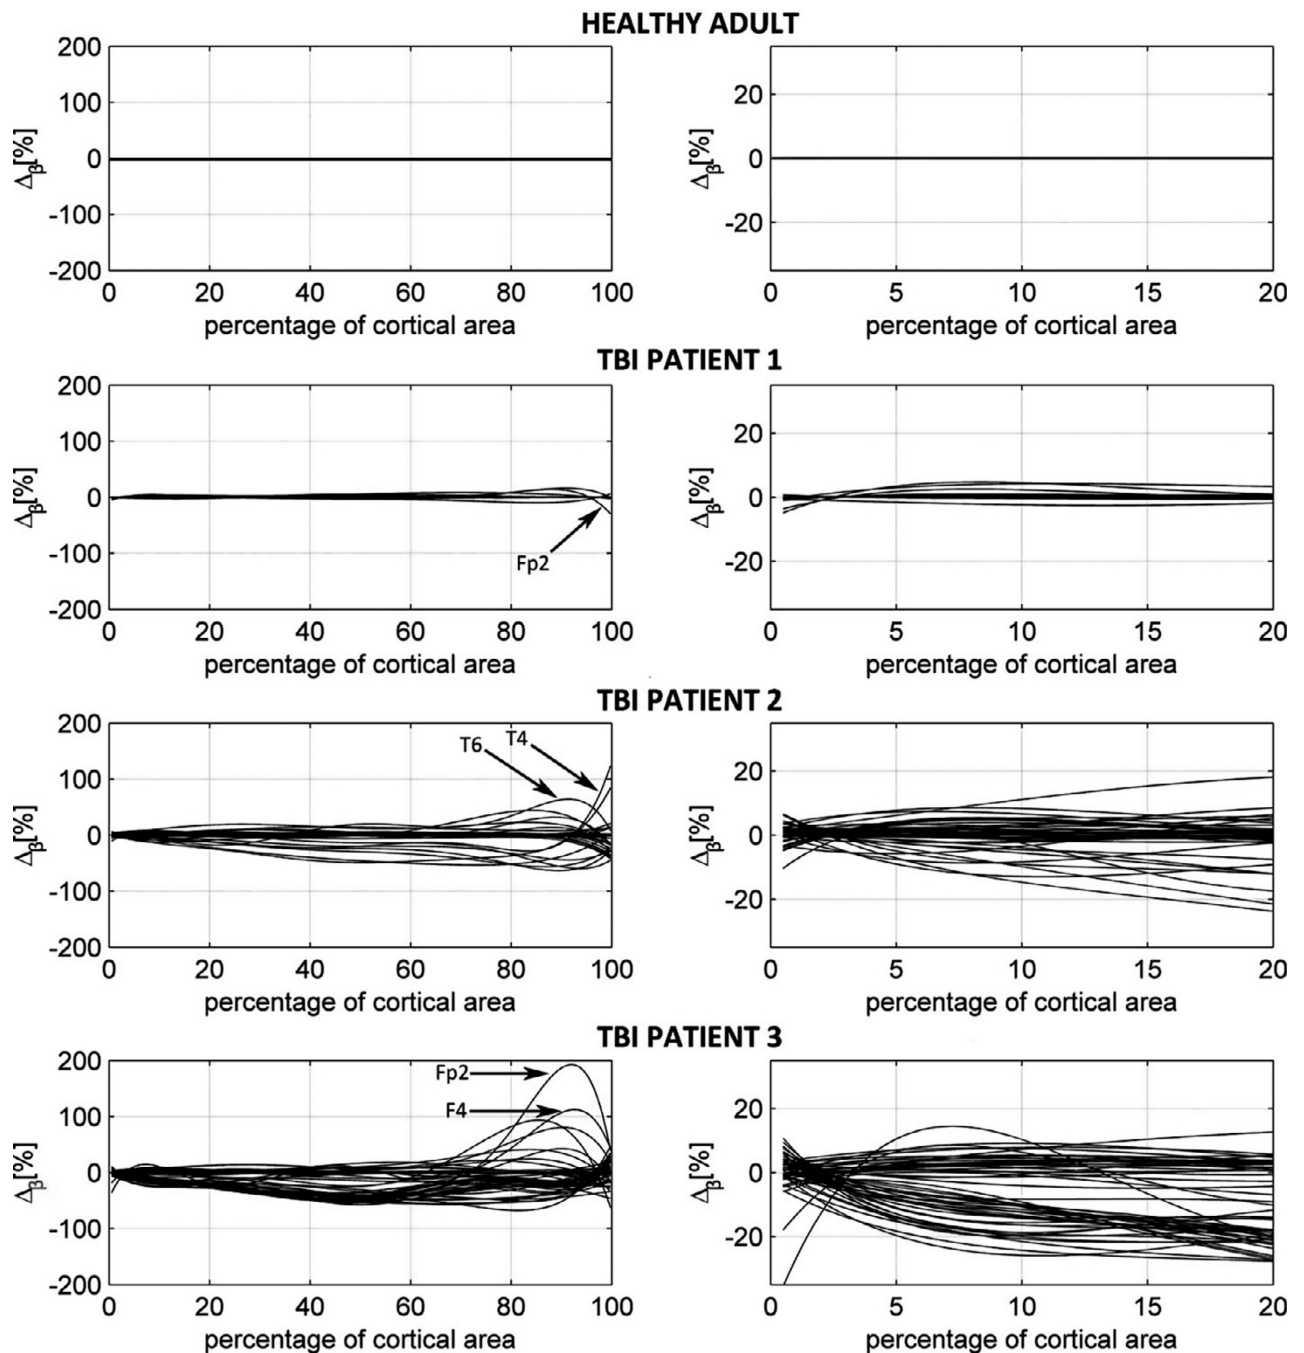 HEALTHY ADULT
200
100
0
-100
-200
Δβ[%]
0 20 40 60 80 100
percentage of cortical area
20
0
-20
Δβ[%]
0 5 10 15 20
percentage of cortical area
TBI PATIENT 1
200
100
0
-100
-200
Δβ[%]
Fp2
0 20 40 60 80 100
percentage of cortical area
20
0
-20
Δβ[%]
0 5 10 15 20
percentage of cortical area
TBI PATIENT 2
200
100
0
-100
-200
Δβ[%]
T6 T4
0 20 40 60 80 100
percentage of cortical area
20
0
-20
Δβ[%]
0 5 10 15 20
percentage of cortical area
TBI PATIENT 3
200
100
0
-100
-200
Δβ[%]
Fp2
F4
0 20 40 60 80 100
percentage of cortical area
20
0
-20
Δβ[%]
0 5 10 15 20
percentage of cortical area